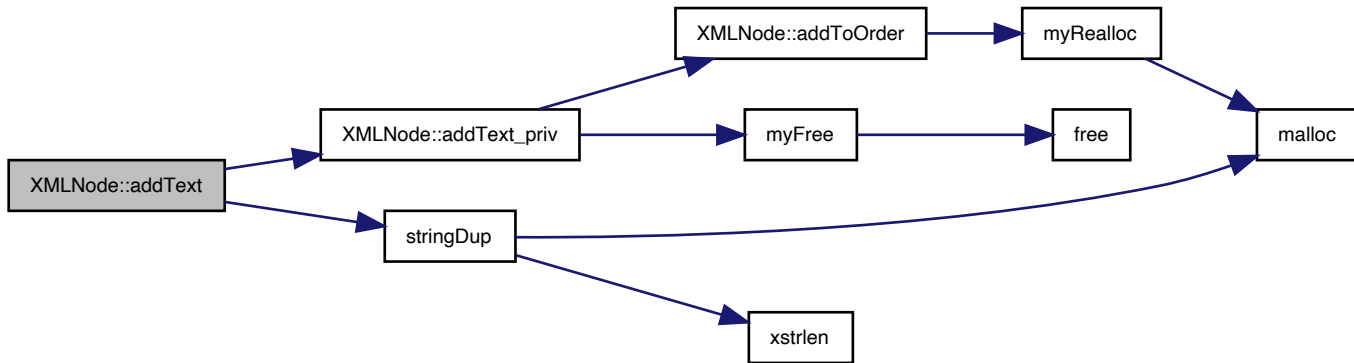 XMLNode::addToOrder
myRealloc
XMLNode::addText_priv
myFree
free
malloc
XMLNode::addText
stringDup
xstrlen